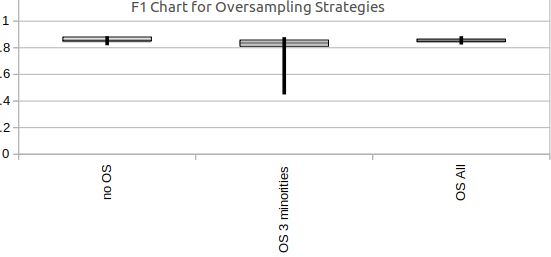 F1 Chart for Oversampling Strategies
1
.8
.6
.4
.2
0
no OS
OS 3 minorities
OS All